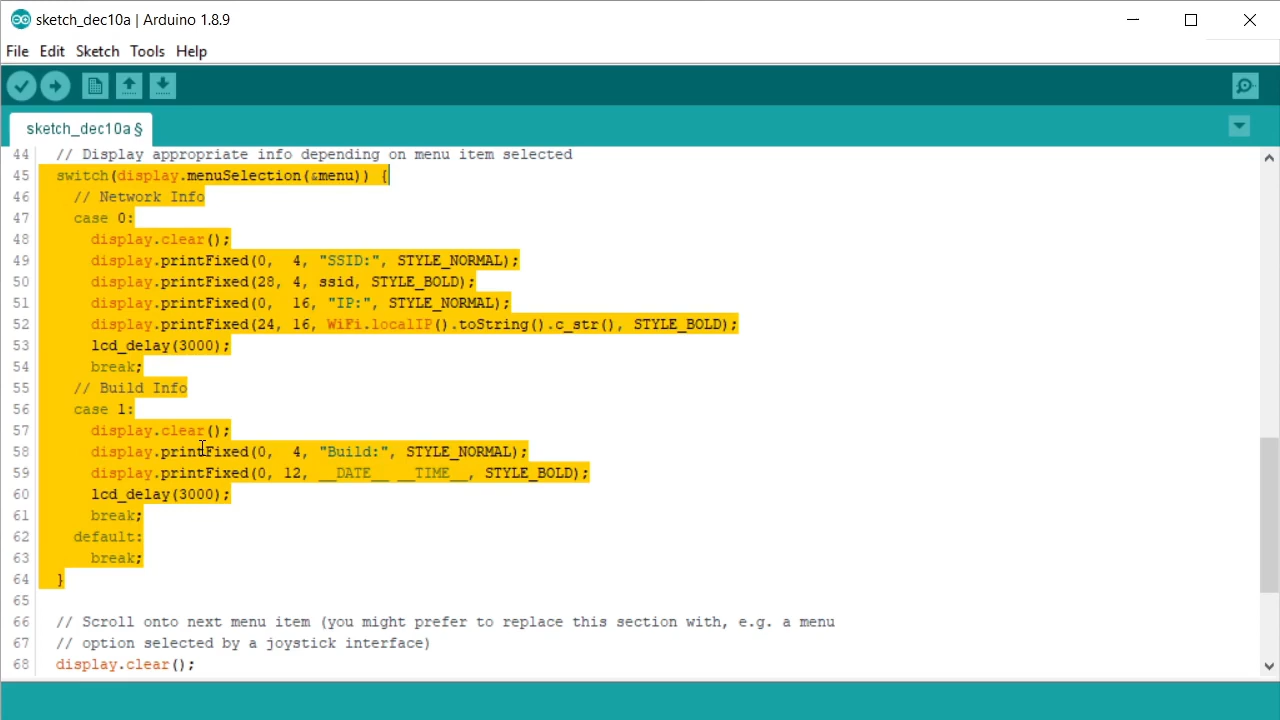 sketch_dec10a | Arduino 1.8.9
File Edit Sketch Tools Help
sketch_dec10a §
44 // Display appropriate info depending on menu item selected
45 switch(display.menuSelection(&menu)) {
46 // Network Info
47 case 0:
48 display.clear();
49 display.printFixed(0,  4, "SSID:", STYLE_NORMAL);
50 display.printFixed(28, 4, ssid, STYLE_BOLD);
51 display.printFixed(0,  16, "IP:", STYLE_NORMAL);
52 display.printFixed(24, 16, WiFi.localIP().toString().c_str(), STYLE_BOLD);
53 lcd_delay(3000);
54 break;
55 // Build Info
56 case 1:
57 display.clear();
58 display.printFixed(0,  4, "Build:", STYLE_NORMAL);
59 display.printFixed(0, 12, __DATE__ __TIME__, STYLE_BOLD);
60 lcd_delay(3000);
61 break;
62 default:
63 break;
64 }
65
66 // Scroll onto next menu item (you might prefer to replace this section with, e.g. a menu
67 // option selected by a joystick interface)
68 display.clear();